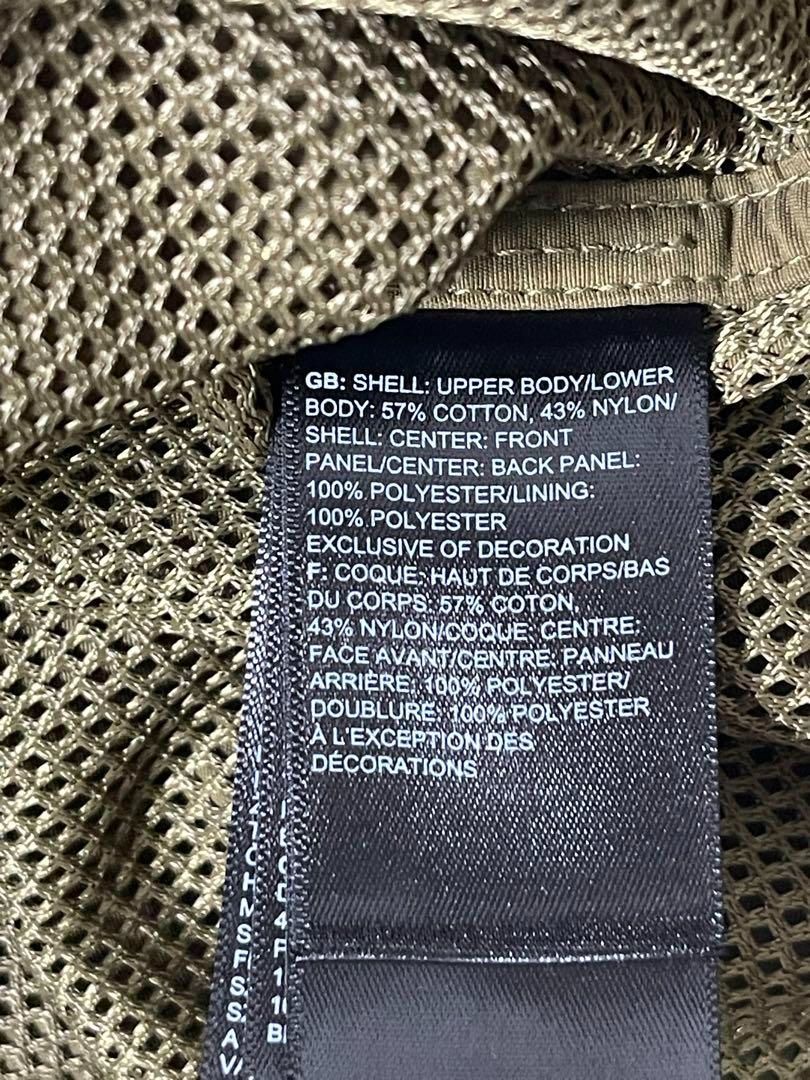 GB: SHELL: UPPER BODY/LOWER
BODY: 57% COTTON, 43% NYLON/
SHELL: CENTER: FRONT
PANEL/CENTER: BACK PANEL:
100% POLYESTER/LINING:
100% POLYESTER
EXCLUSIVE OF DECORATION
F: COQUE: HAUT DE CORPS/BAS
DU CORPS: 57% COTON,
43% NYLON/COQUE: CENTRE:
FACE AVANT/CENTRE: PANNEAU
ARRIÈRE: 100% POLYESTER/
DOUBLURE: 100% POLYESTER
À L'EXCEPTION DES
DÉCORATIONS